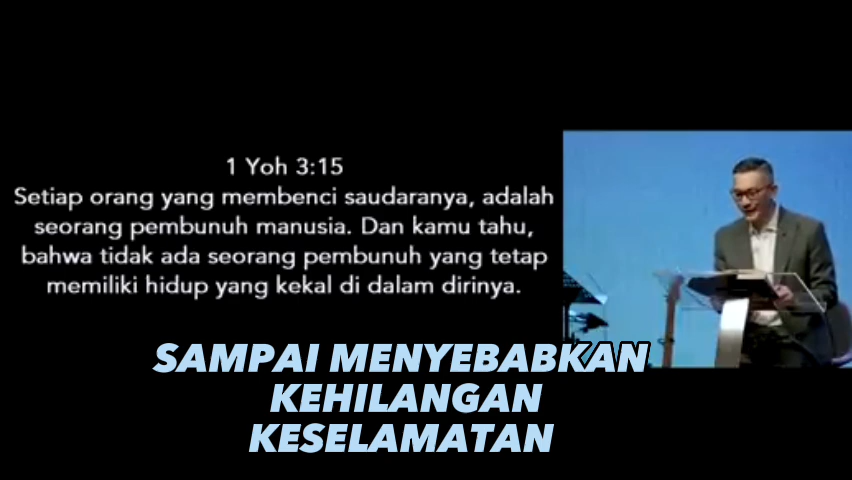 1 Yoh 3:15
Setiap orang yang membenci saudaranya, adalah
seorang pembunuh manusia. Dan kamu tahu,
bahwa tidak ada seorang pembunuh yang tetap
memiliki hidup yang kekal di dalam dirinya.
SAMPAI MENYEBABKAN
KEHILANGAN
KESELAMATAN